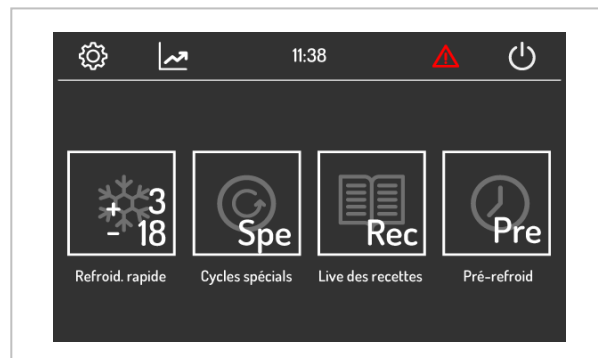 11:38
+ 3
- 18
Spe
Rec
Pre
Refroid. rapide
Cycles spécials
Live des recettes
Pré-refroid